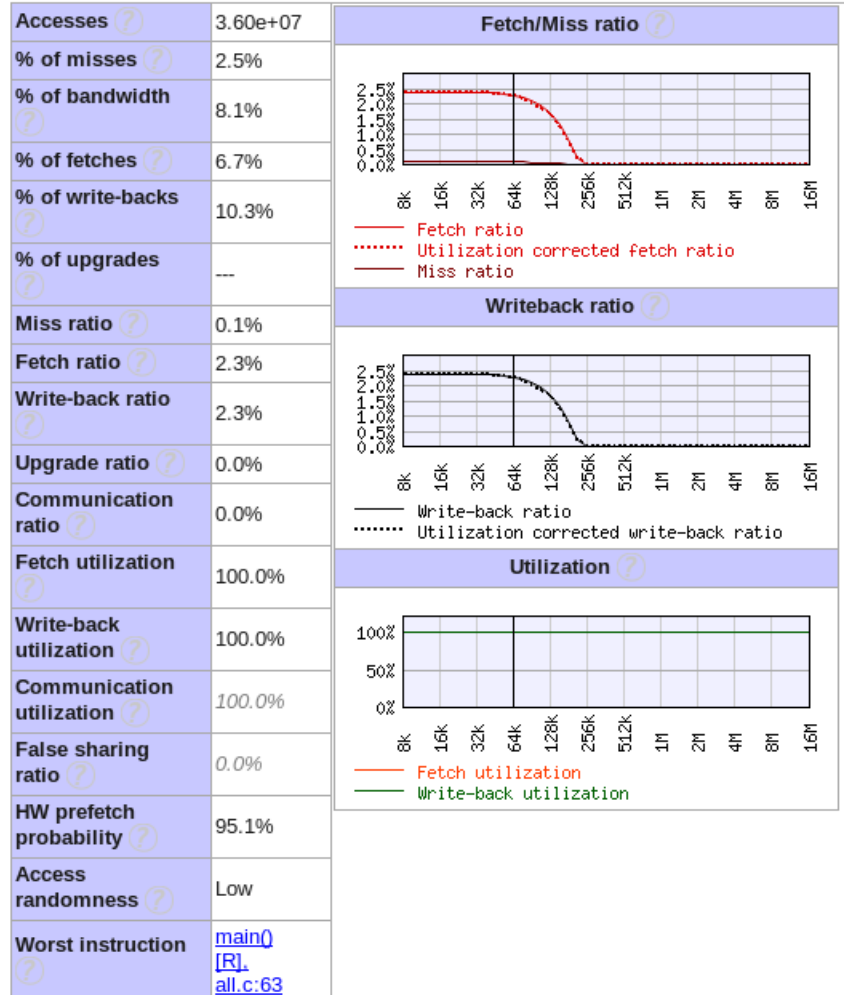 Accesses ? 3.60e+07
% of misses ? 2.5%
% of bandwidth
? 8.1%
% of fetches ? 6.7%
% of write-backs
? 10.3%
% of upgrades
? ---
Miss ratio ? 0.1%
Fetch ratio ? 2.3%
Write-back ratio
? 2.3%
Upgrade ratio ? 0.0%
Communication
ratio ? 0.0%
Fetch utilization
? 100.0%
Write-back
utilization ? 100.0%
Communication
utilization ? 100.0%
False sharing
ratio ? 0.0%
HW prefetch
probability ? 95.1%
Access
randomness ? Low
Worst instruction
?
main()
[R],
all.c:63
Fetch/Miss ratio ?
2.5%
2.0%
1.5%
1.0%
0.5%
0.0%
8k 16k 32k 64k 128k 256k 512k 1M 2M 4M 8M 16M
Fetch ratio
Utilization corrected fetch ratio
Miss ratio
Writeback ratio ?
2.5%
2.0%
1.5%
1.0%
0.5%
0.0%
8k 16k 32k 64k 128k 256k 512k 1M 2M 4M 8M 16M
Write-back ratio
Utilization corrected write-back ratio
Utilization ?
100%
50%
0%
8k 16k 32k 64k 128k 256k 512k 1M 2M 4M 8M 16M
Fetch utilization
Write-back utilization